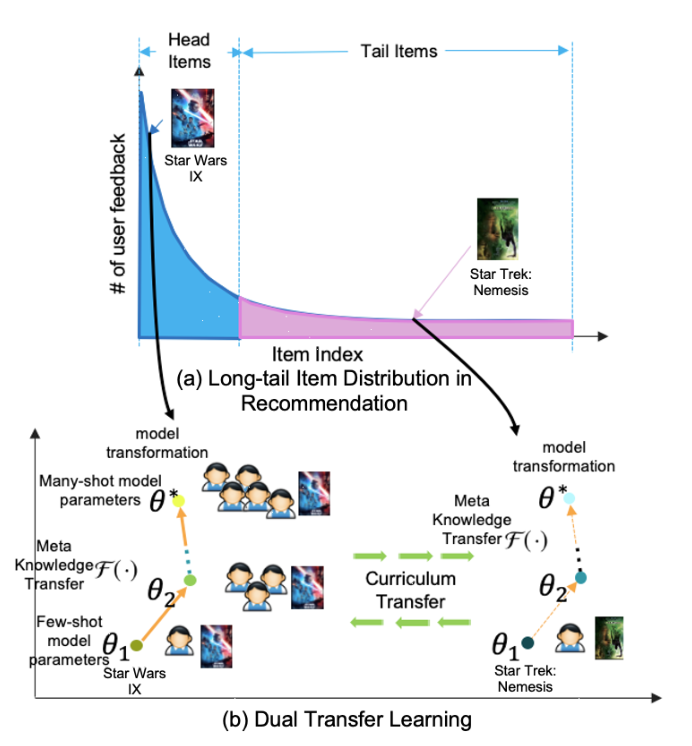 Head
Items
Tail Items
# of user feedback
Star Wars
IX
Star Trek:
Nemesis
Item Index
(a) Long-tail Item Distribution in
Recommendation
model
transformation
Many-shot model
parameters
θ*
Meta
Knowledge
Transfer
F(·)
θ2
Few-shot
model
parameters
θ1
Star Wars
IX
Curriculum
Transfer
model
transformation
θ*
Meta
Knowledge
Transfer
F(·)
θ2
θ1
Star Trek:
Nemesis
(b) Dual Transfer Learning